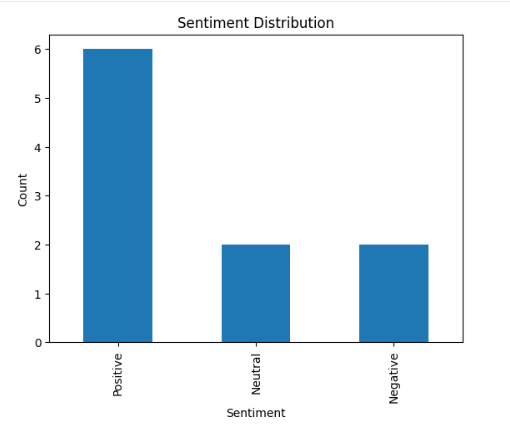 Sentiment Distribution
Count
6
5
4
3
2
1
0
Positive
Neutral
Negative
Sentiment